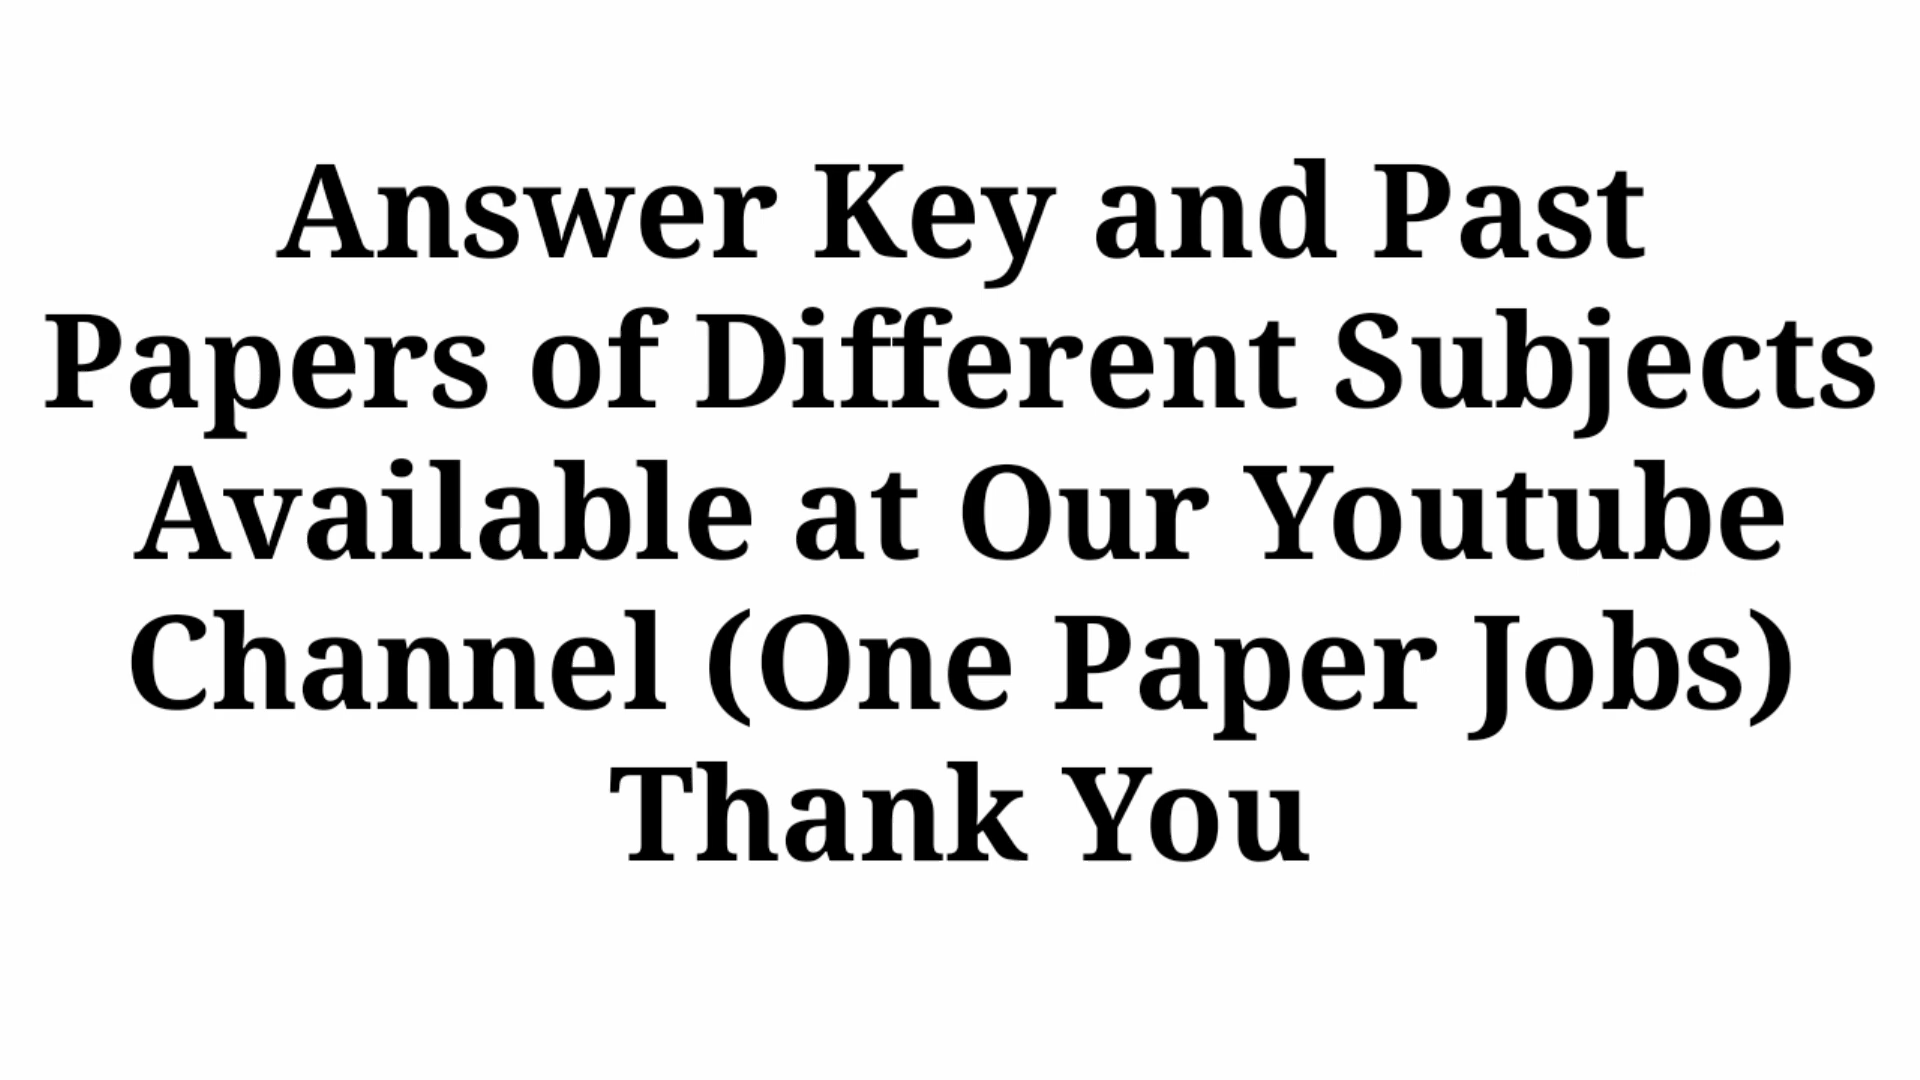 Answer Key and Past
Papers of Different Subjects
Available at Our Youtube
Channel (One Paper Jobs)
Thank You